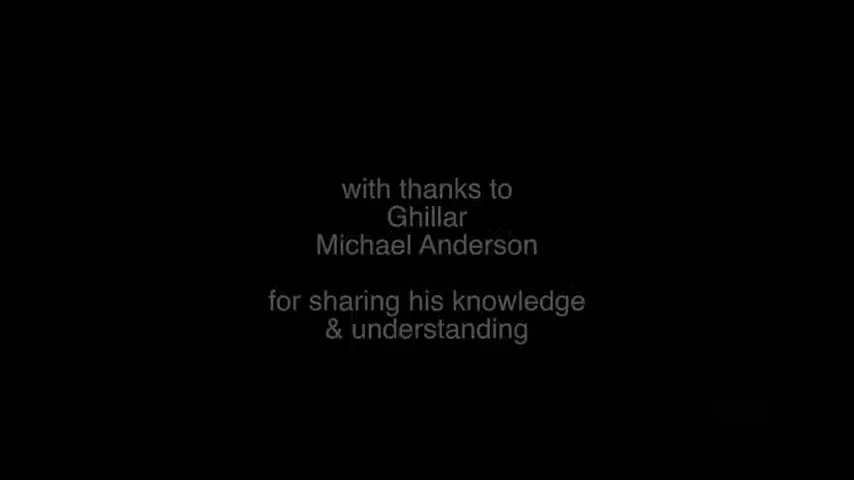 with thanks to
Ghillar
Michael Anderson
for sharing his knowledge
& understanding